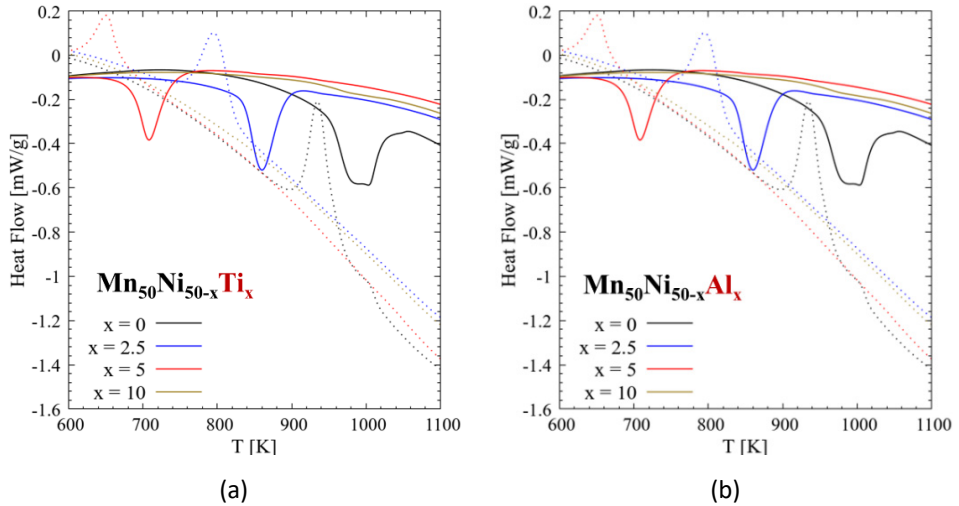 0.2
0
-0.2
-0.4
-0.6
-0.8
-1
-1.2
-1.4
-1.6
Heat Flow [mW/g]
Mn₅₀Ni₅₀₋ₓTiₓ
x = 0
x = 2.5
x = 5
x = 10
600 700 800 900 1000 1100
T [K]
(a)
0.2
0
-0.2
-0.4
-0.6
-0.8
-1
-1.2
-1.4
-1.6
Heat Flow [mW/g]
Mn₅₀Ni₅₀₋ₓAlₓ
x = 0
x = 2.5
x = 5
x = 10
600 700 800 900 1000 1100
T [K]
(b)